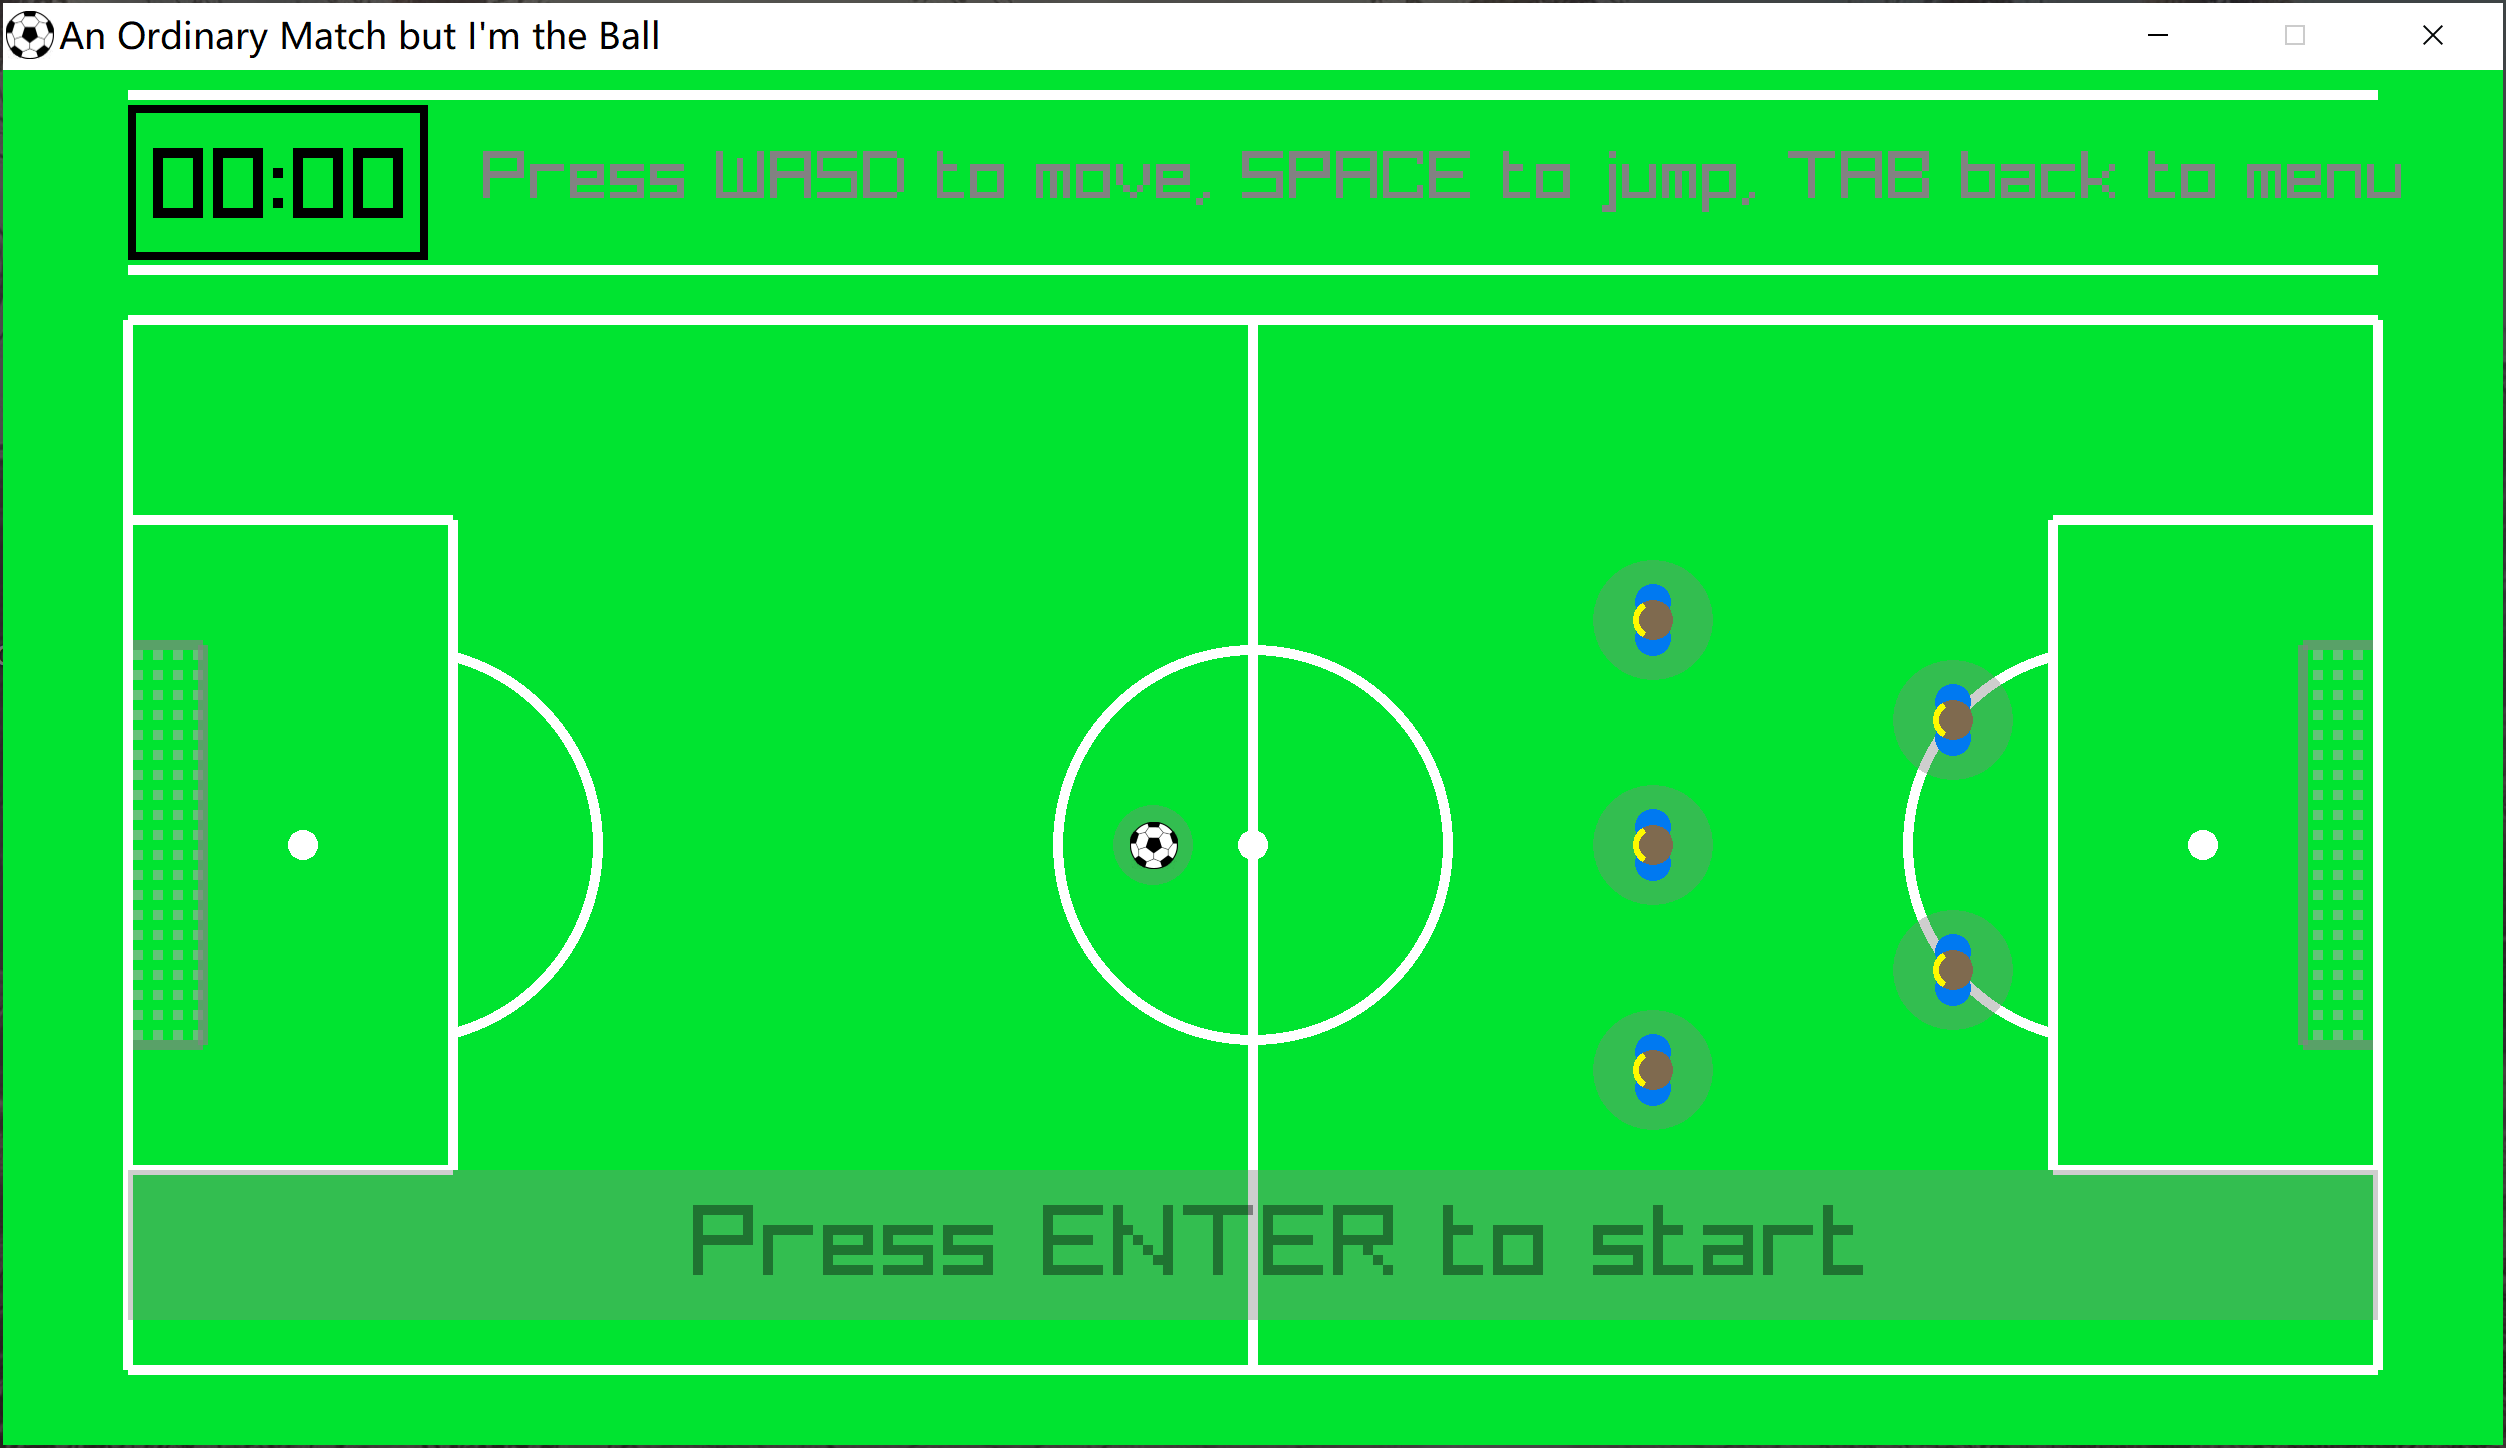 An Ordinary Match but I'm the Ball
00:00
Press WASD to move, SPACE to jump, TAB back to menu
Press ENTER to start